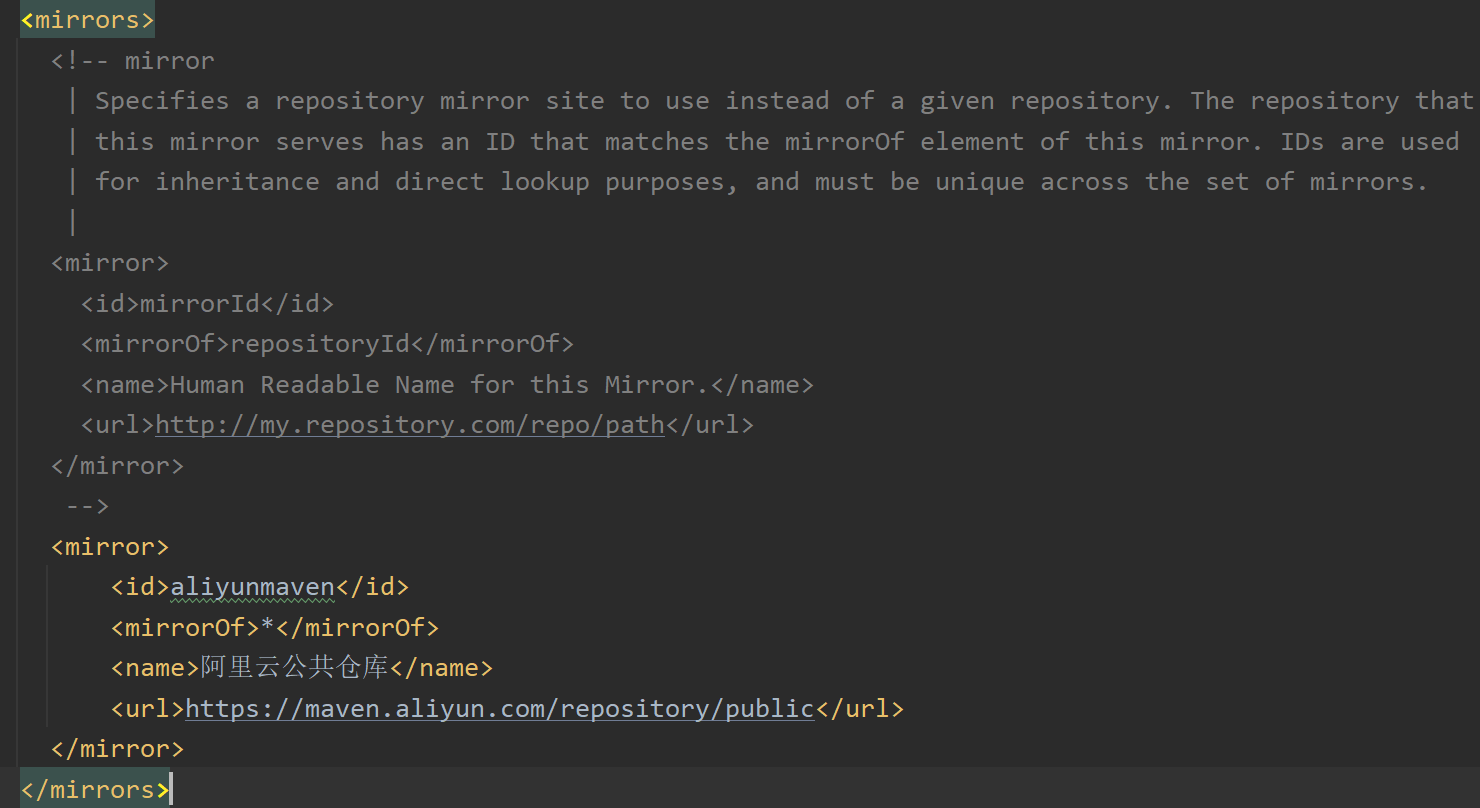 <mirrors>
<!-- mirror
| Specifies a repository mirror site to use instead of a given repository. The repository that
| this mirror serves has an ID that matches the mirrorOf element of this mirror. IDs are used
| for inheritance and direct lookup purposes, and must be unique across the set of mirrors.
|
<mirror>
<id>mirrorId</id>
<mirrorOf>repositoryId</mirrorOf>
<name>Human Readable Name for this Mirror.</name>
<url>http://my.repository.com/repo/path</url>
</mirror>
-->
<mirror>
<id>aliyunmaven</id>
<mirrorOf>*</mirrorOf>
<name>阿里云公共仓库</name>
<url>https://maven.aliyun.com/repository/public</url>
</mirror>
</mirrors>